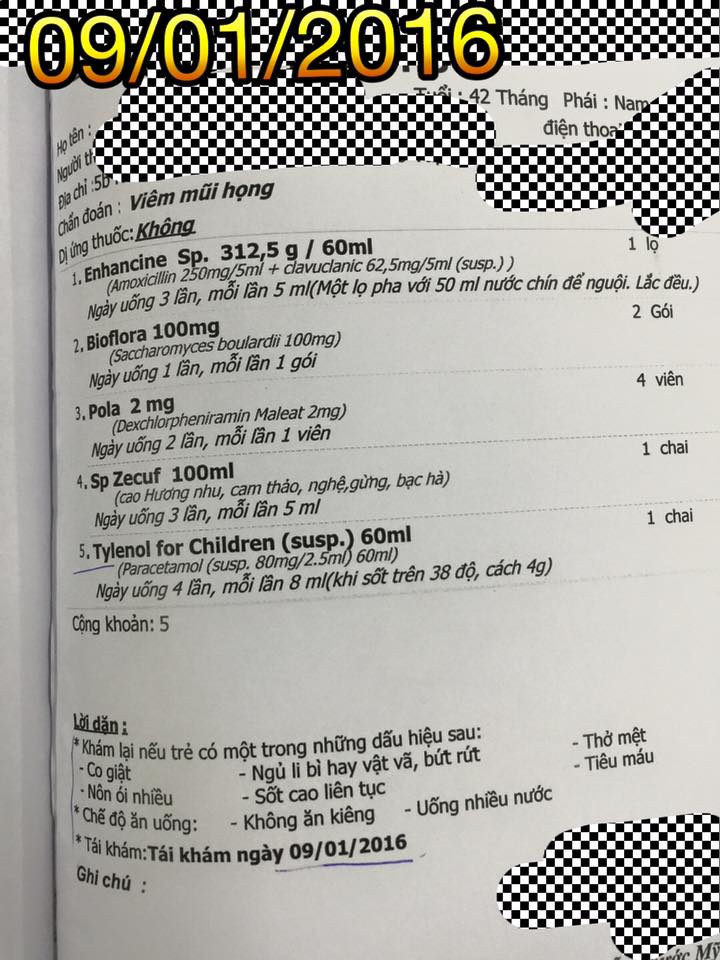 09/01/2016
Tuổi : 42 Tháng Phái : Nam
điện thoại
Họ tên :
Người th
Địa chỉ :5b
Chẩn đoán : Viêm mũi họng
Dị ứng thuốc:Không
1. Enhancine Sp. 312,5 g / 60ml 1 lọ
(Amoxicillin 250mg/5ml + clavuclanic 62,5mg/5ml (susp.) )
Ngày uống 3 lần, mỗi lần 5 ml(Một lọ pha với 50 ml nước chín để nguội. Lắc đều.)
2. Bioflora 100mg 2 Gói
(Saccharomyces boulardii 100mg)
Ngày uống 1 lần, mỗi lần 1 gói
3. Pola 2 mg 4 viên
(Dexchlorpheniramin Maleat 2mg)
Ngày uống 2 lần, mỗi lần 1 viên
4. Sp Zecuf 100ml 1 chai
(cao Hương nhu, cam thảo, nghệ,gừng, bạc hà)
Ngày uống 3 lần, mỗi lần 5 ml
5. Tylenol for Children (susp.) 60ml 1 chai
(Paracetamol (susp. 80mg/2.5ml) 60ml)
Ngày uống 4 lần, mỗi lần 8 ml(khi sốt trên 38 độ, cách 4g)
Cộng khoản: 5
Lời dặn :
* Khám lại nếu trẻ có một trong những dấu hiệu sau:
- Co giật - Ngủ li bì hay vật vã, bứt rứt - Thở mệt
- Nôn ói nhiều - Sốt cao liên tục - Tiêu máu
* Chế độ ăn uống: - Không ăn kiêng - Uống nhiều nước
* Tái khám:Tái khám ngày 09/01/2016
Ghi chú :
Mỹ